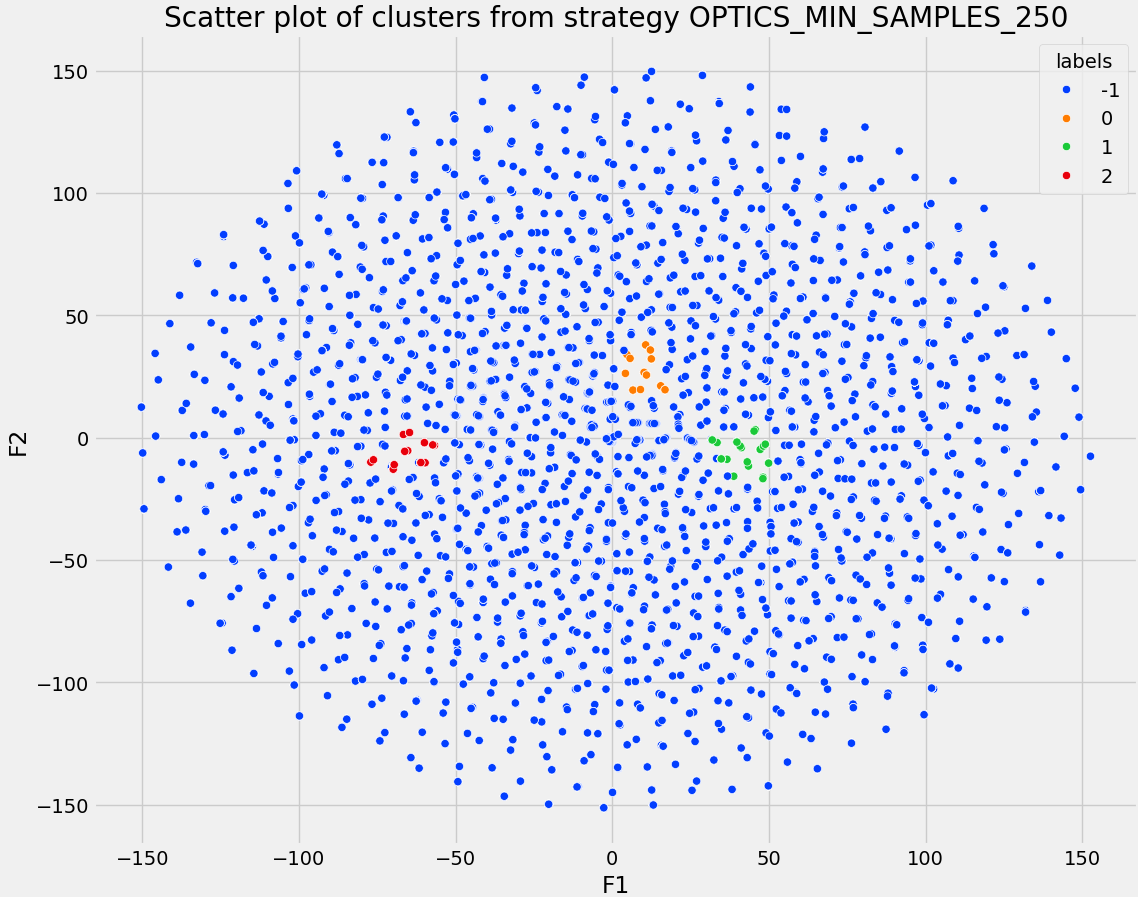 Scatter plot of clusters from strategy OPTICS_MIN_SAMPLES_250
labels
-1
0
1
2
F2
150
100
50
0
−50
−100
−150
−150 −100 −50 0 50 100 150
F1